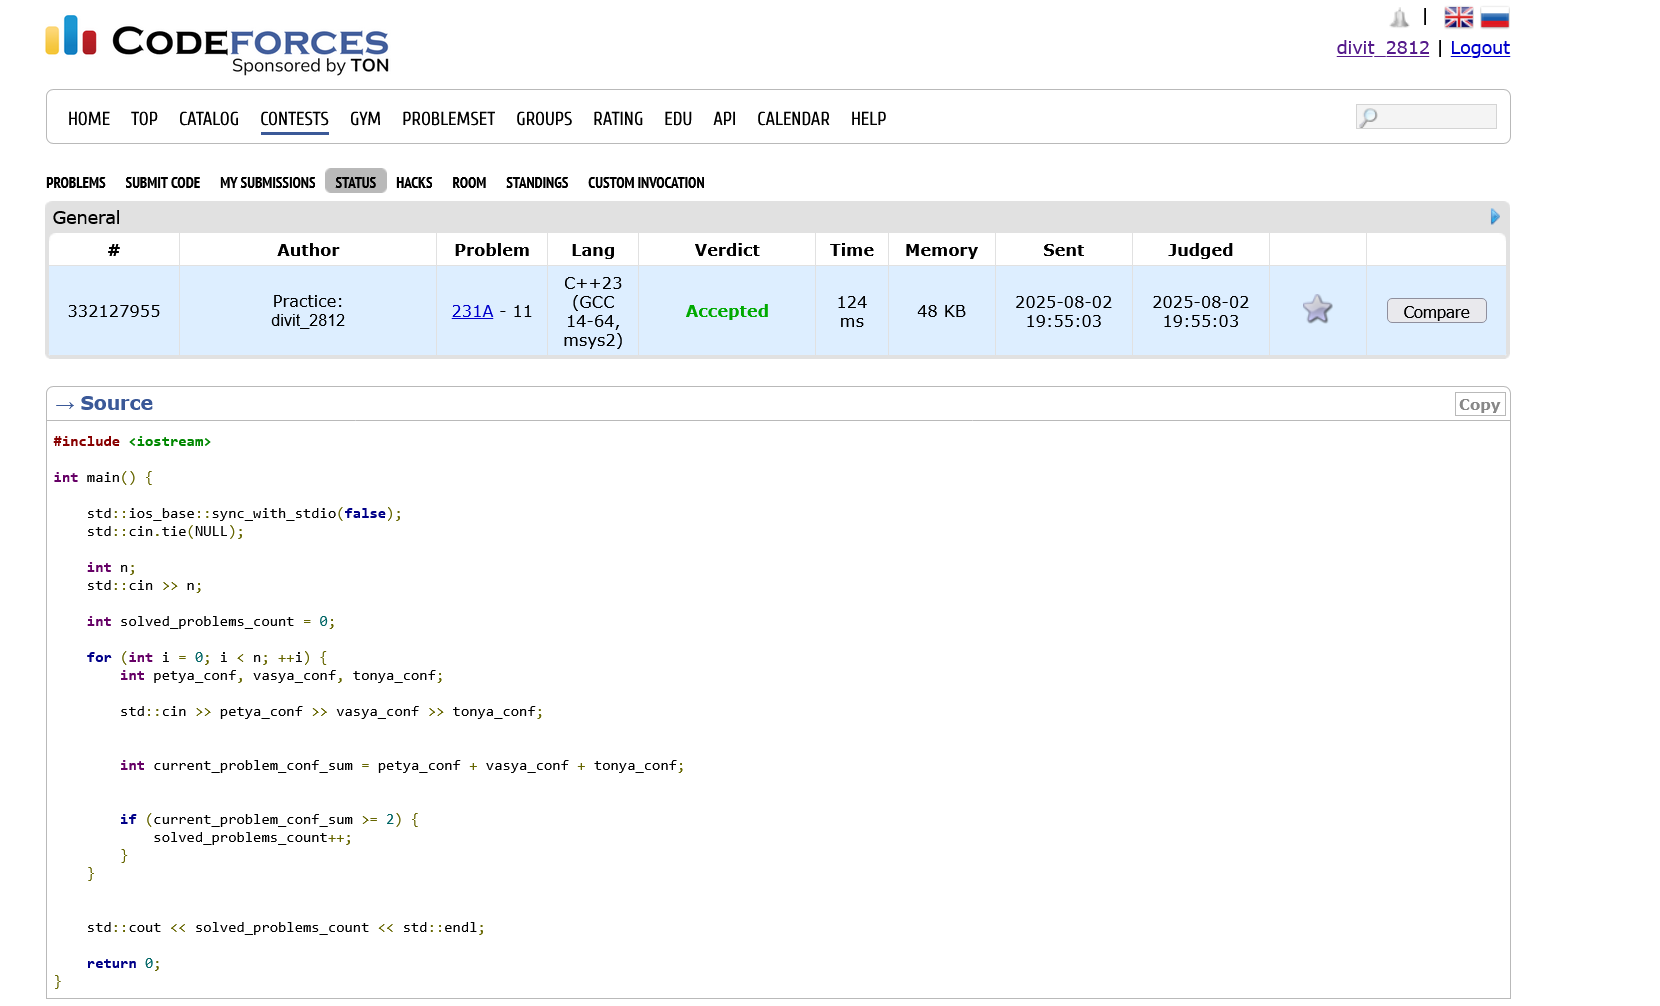 CODEFORCES
Sponsored by TON
|
divit_2812 | Logout
HOME TOP CATALOG CONTESTS GYM PROBLEMSET GROUPS RATING EDU API CALENDAR HELP
PROBLEMS SUBMIT CODE MY SUBMISSIONS STATUS HACKS ROOM STANDINGS CUSTOM INVOCATION
General
# Author Problem Lang Verdict Time Memory Sent Judged
332127955 Practice: divit_2812 231A - 11 C++23 (GCC 14-64, msys2) Accepted 124 ms 48 KB 2025-08-02 19:55:03 2025-08-02 19:55:03 Compare
→ Source Copy
#include <iostream>
int main() {
    std::ios_base::sync_with_stdio(false);
    std::cin.tie(NULL);
    int n;
    std::cin >> n;
    int solved_problems_count = 0;
    for (int i = 0; i < n; ++i) {
        int petya_conf, vasya_conf, tonya_conf;
        std::cin >> petya_conf >> vasya_conf >> tonya_conf;
        int current_problem_conf_sum = petya_conf + vasya_conf + tonya_conf;
        if (current_problem_conf_sum >= 2) {
            solved_problems_count++;
        }
    }
    std::cout << solved_problems_count << std::endl;
    return 0;
}